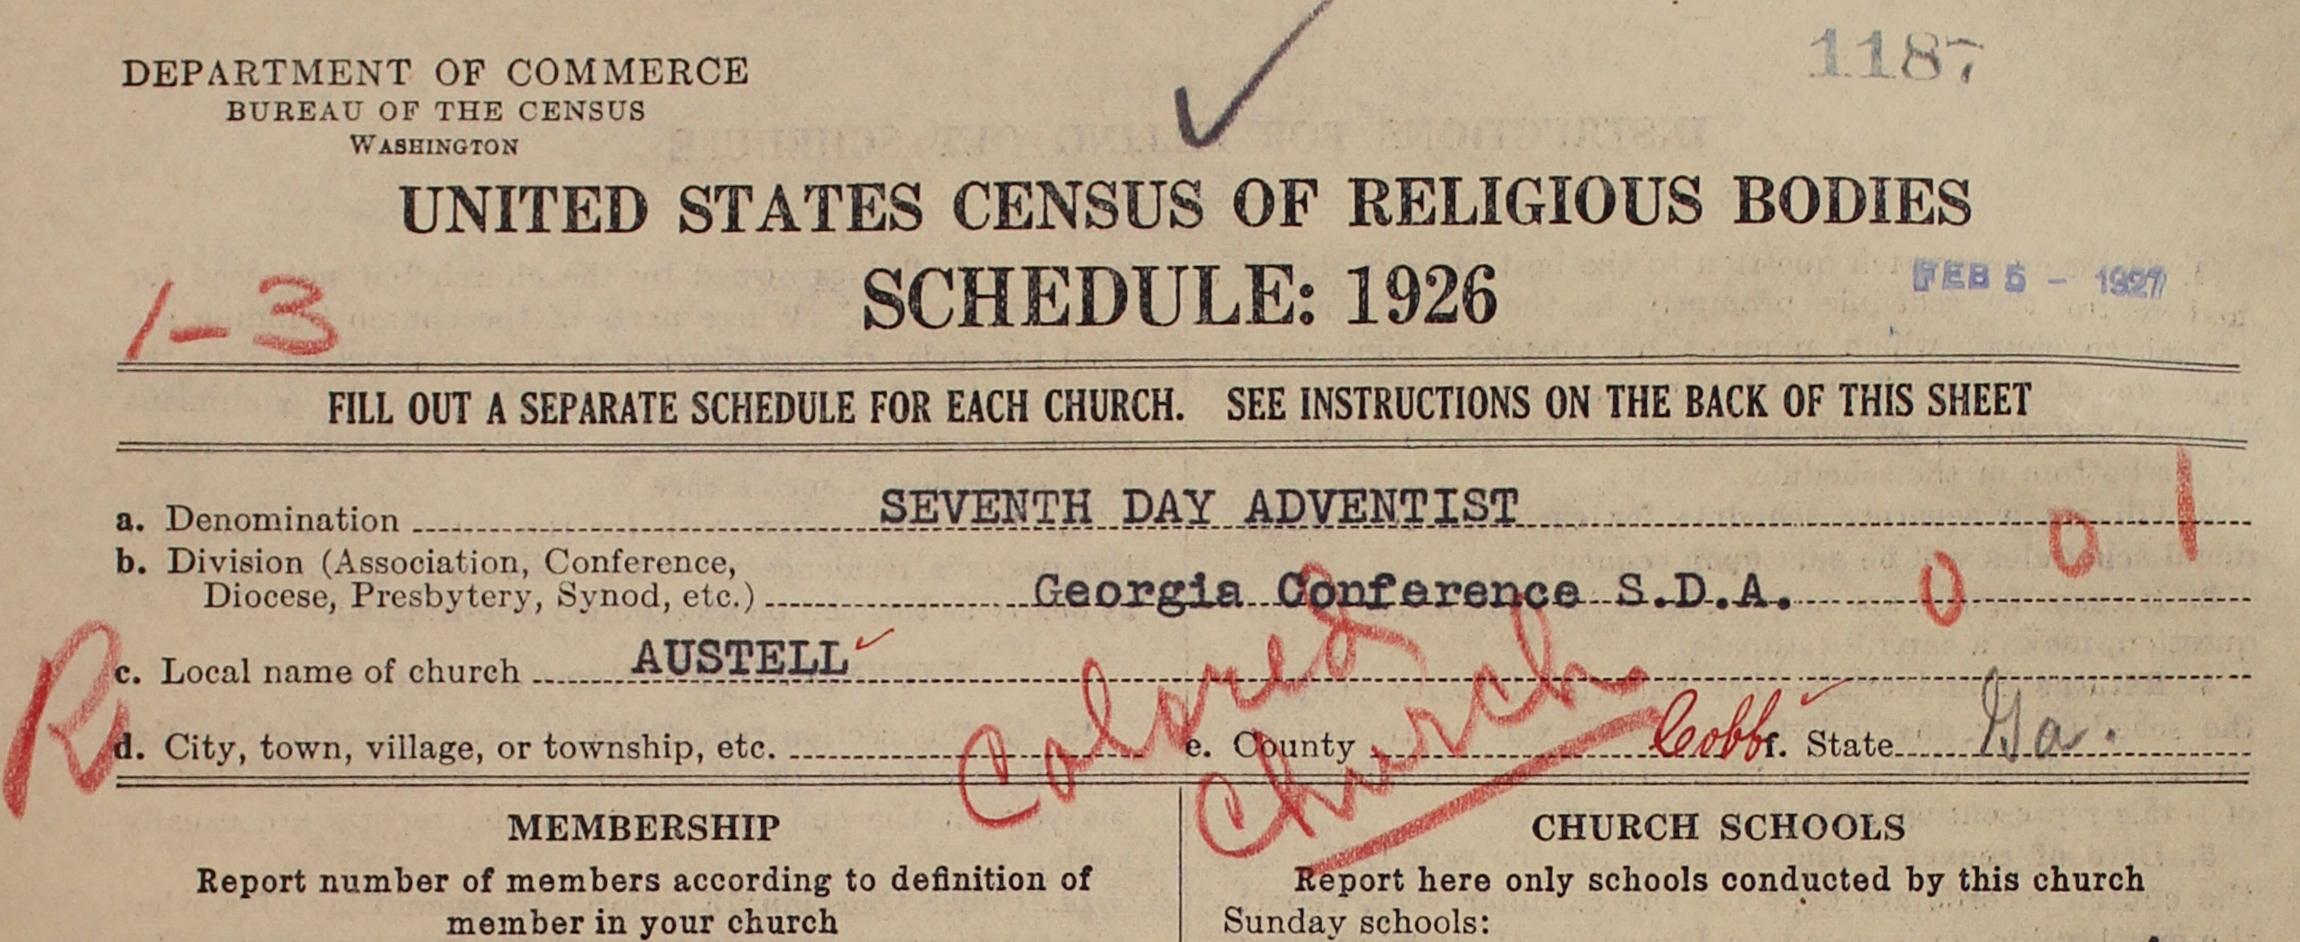 1187
DEPARTMENT OF COMMERCE
BUREAU OF THE CENSUS
WASHINGTON
UNITED STATES CENSUS OF RELIGIOUS BODIES
SCHEDULE: 1926
FEB 5 - 1927
1-3
FILL OUT A SEPARATE SCHEDULE FOR EACH CHURCH. SEE INSTRUCTIONS ON THE BACK OF THIS SHEET
a. Denomination SEVENTH DAY ADVENTIST
b. Division (Association, Conference,
Diocese, Presbytery, Synod, etc.) Georgia Conference S.D.A. 001
R
c. Local name of church AUSTELL
Colored
Church
d. City, town, village, or township, etc. e. County Cobb f. State Ga.
MEMBERSHIP
Report number of members according to definition of
member in your church
CHURCH SCHOOLS
Report here only schools conducted by this church
Sunday schools: